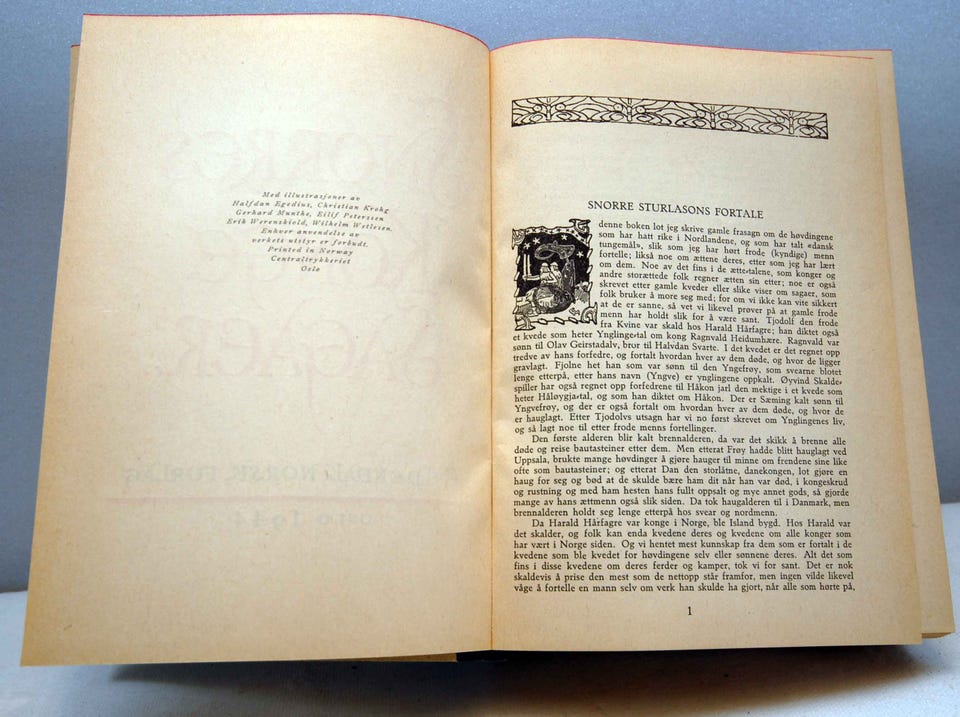 Med illustrasjoner av
Halfdan Egedius, Christian Krohg
Gerhard Munthe, Eilif Peterssen
Erik Werenskiold, Wilhelm Wetlesen.
Enhver anvendelse av
verkets utstyr er forbudt.
Printed in Norway
Centraltrykkeriet
Oslo
SNORRE STURLASONS FORTALE
denne boken lot jeg skrive gamle frasagn om de høvdingene
som har hatt rike i Nordlandene, og som har talt «dansk
tungemål», slik som jeg har hørt frode (kyndige) menn
fortelle; likså noe om ættene deres, etter som jeg har lært
om dem. Noe av det fins i de ættetalene, som konger og
andre storættede folk regner ætten sin etter; noe er også
skrevet etter gamle kveder eller slike viser om sagaer, som
folk bruker å more seg med; for om vi ikke kan vite sikkert
at de er sanne, så vet vi likevel prøver på at gamle frode
menn har holdt slik for å være sant. Tjodolf den frode
fra Kvine var skald hos Harald Hårfagre; han diktet også
et kvede som heter Ynglingetal om kong Ragnvald Heidumhære. Ragnvald var
sønn til Olav Geirstadalv, bror til Halvdan Svarte. I det kvedet er det regnet opp
tredve av hans forfedre, og fortalt hvordan hver av dem døde, og hvor de ligger
gravlagt. Fjolne het han som var sønn til den Yngefrøy, som svearne blotet
lenge etterpå, etter hans navn (Yngve) er ynglingene oppkalt. Øyvind Skalde-
spiller har også regnet opp forfedrene til Håkon jarl den mektige i et kvede som
heter Håløygjatal, og som han diktet om Håkon. Der er Sæming kalt sønn til
Yngvefrøy, og der er også fortalt om hvordan hver av dem døde, og hvor de
er hauglagt. Etter Tjodolvs utsagn har vi no først skrevet om Ynglingenes liv,
og så lagt noe til etter frode menns fortellinger.
Den første alderen blir kalt brennalderen, da var det skikk å brenne alle
døde og reise bautasteiner etter dem. Men etterat Frøy hadde blitt hauglagt ved
Uppsala, brukte mange høvdinger å gjøre hauger til minne om frendene sine like
ofte som bautasteiner; og etterat Dan den storlåtne, danekongen, lot gjøre en
haug for seg og bød at de skulde bære ham dit når han var død, i kongeskrud
og rustning og med ham hesten hans fullt oppsalt og mye annet gods, så gjorde
mange av hans ættmenn også slik siden. Da tok haugalderen til i Danmark, men
brennalderen holdt seg lenge etterpå hos svear og nordmenn.
Da Harald Hårfagre var konge i Norge, ble Island bygd. Hos Harald var
det skalder, og folk kan enda kvedene deres og kvedene om alle konger som
har vært i Norge siden. Og vi hentet mest kunnskap fra dem som er fortalt i de
kvedene som ble kvedet for høvdingene selv eller sønnene deres. Alt det som
fins i disse kvedene om deres ferder og kamper, tok vi for sant. Det er nok
skaldevis å prise den mest som de nettopp står framfor, men ingen vilde likevel
våge å fortelle en mann selv om verk han skulde ha gjort, når alle som hørte på,
1